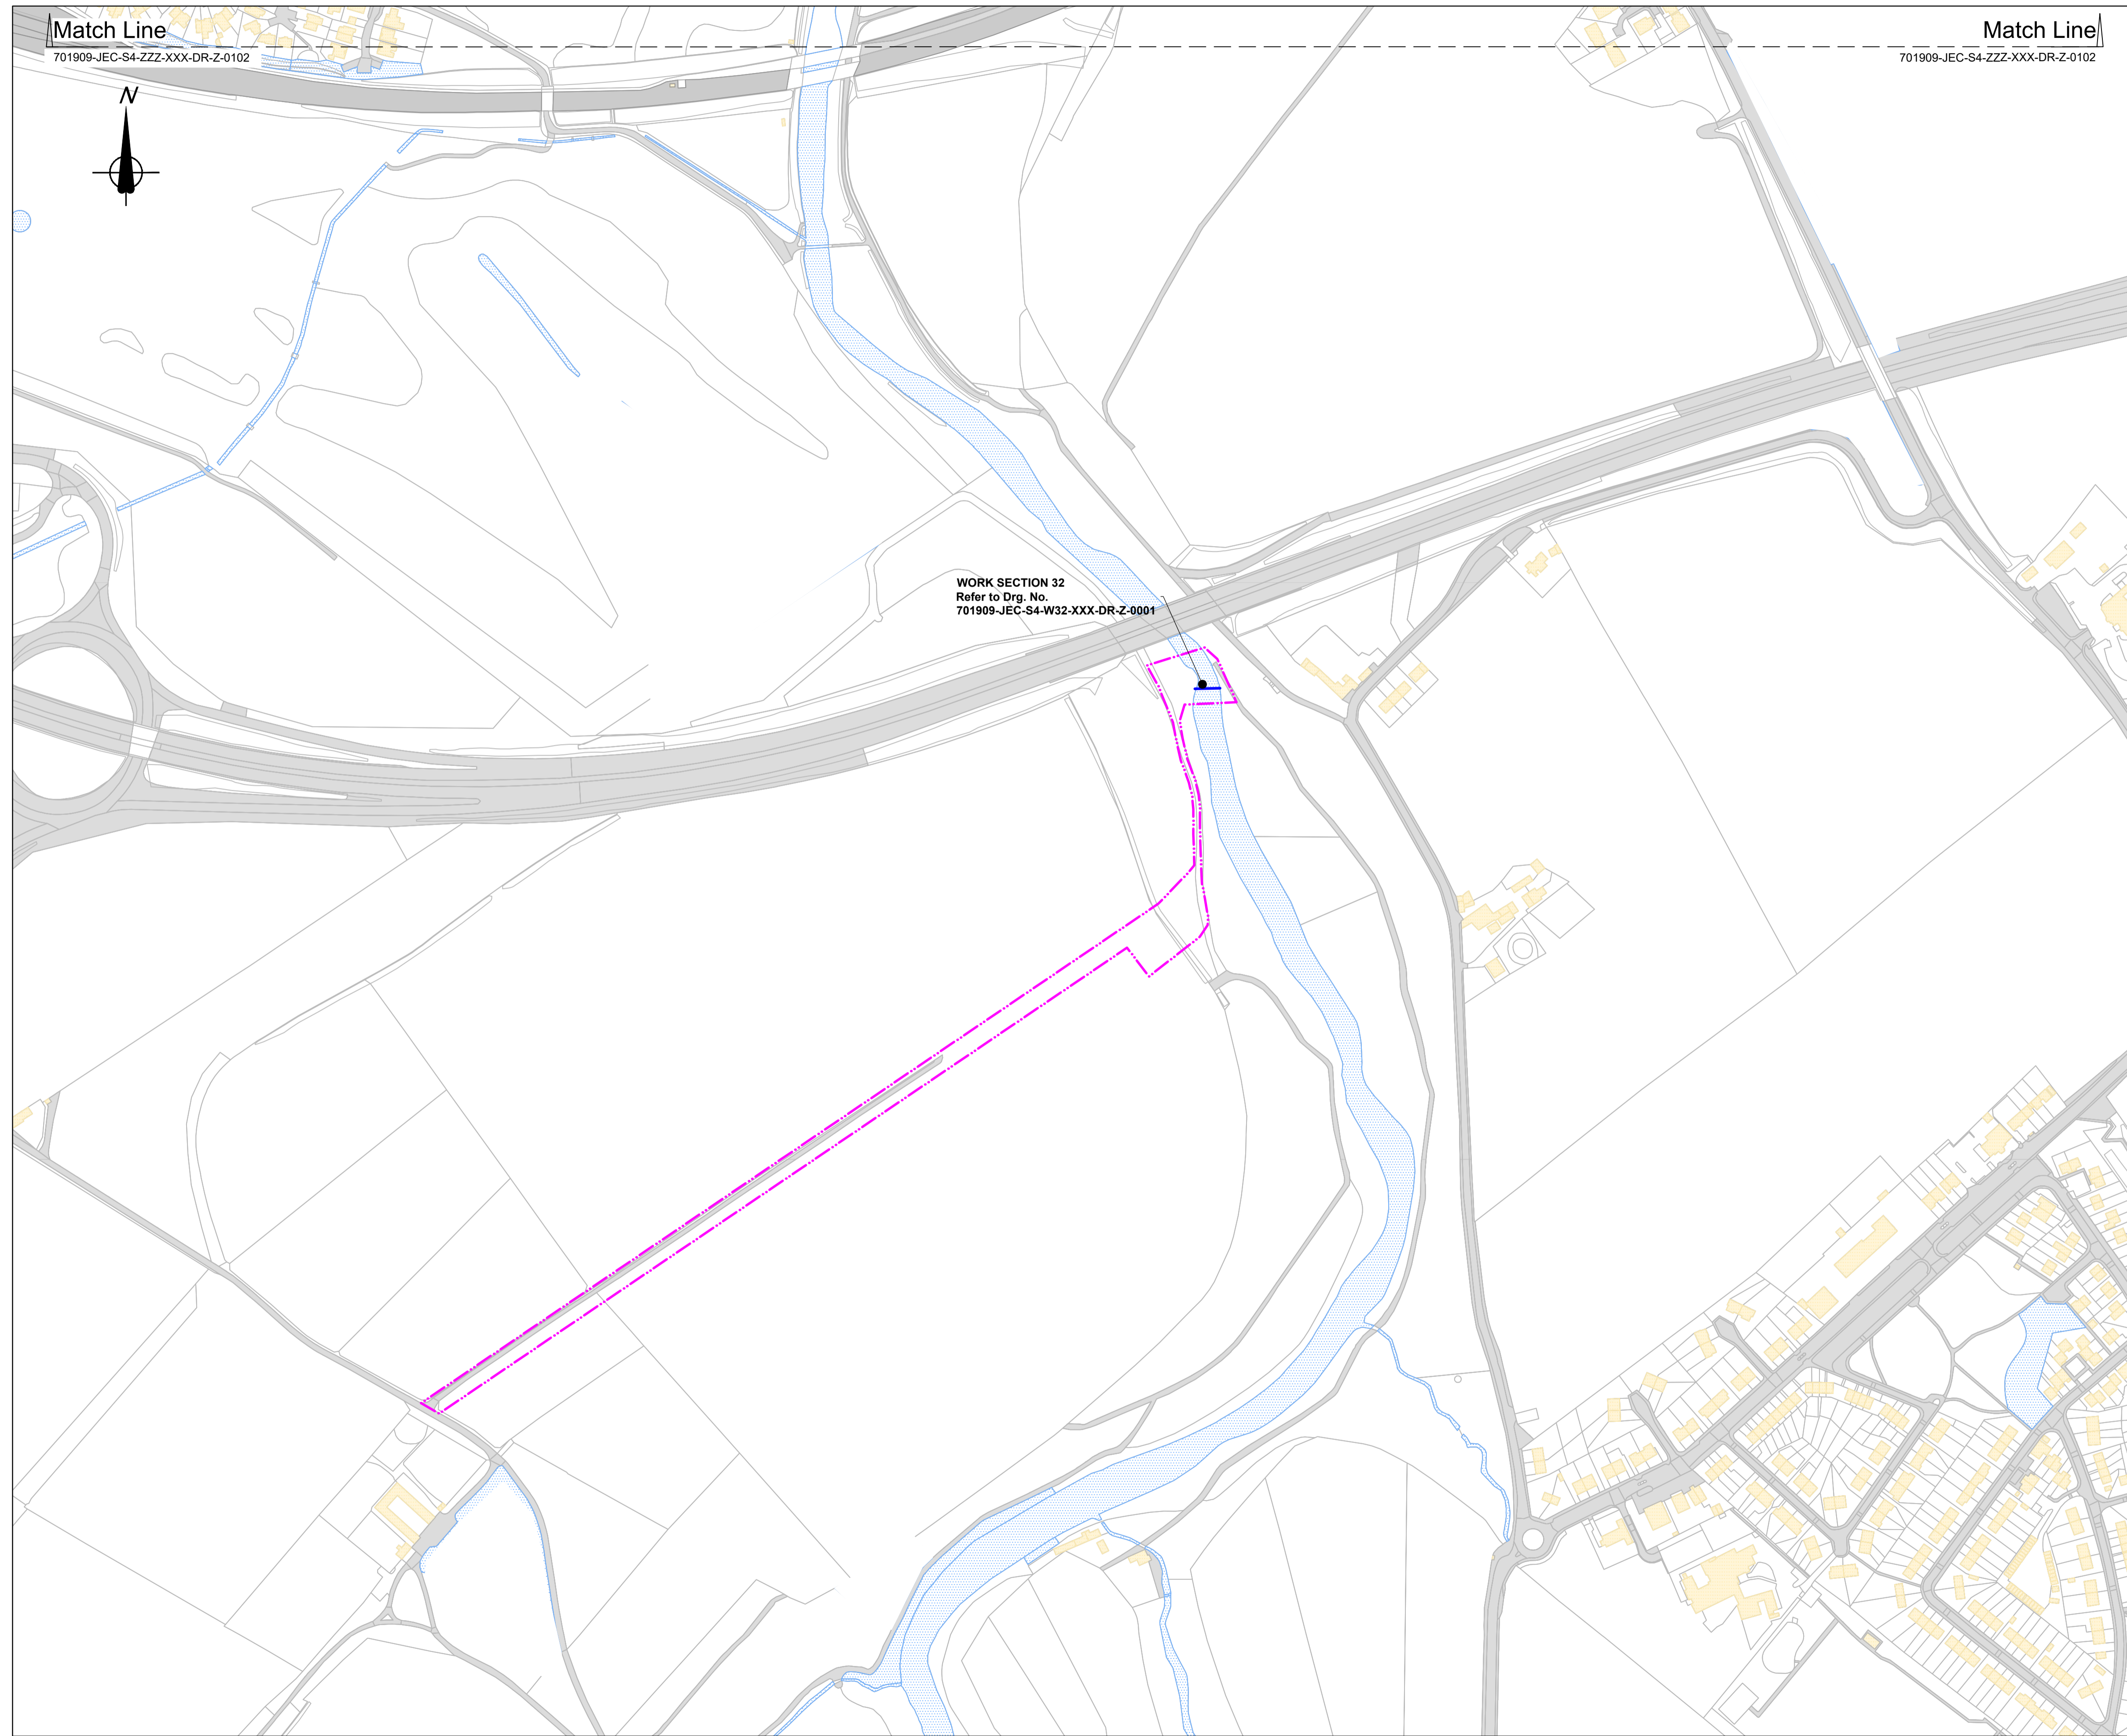 Match Line
701909-JEC-S4-ZZZ-XXX-DR-Z-0102
Match Line
701909-JEC-S4-ZZZ-XXX-DR-Z-0102
N
WORK SECTION 32
Refer to Drg. No.
701909-JEC-S4-W32-XXX-DR-Z-0001